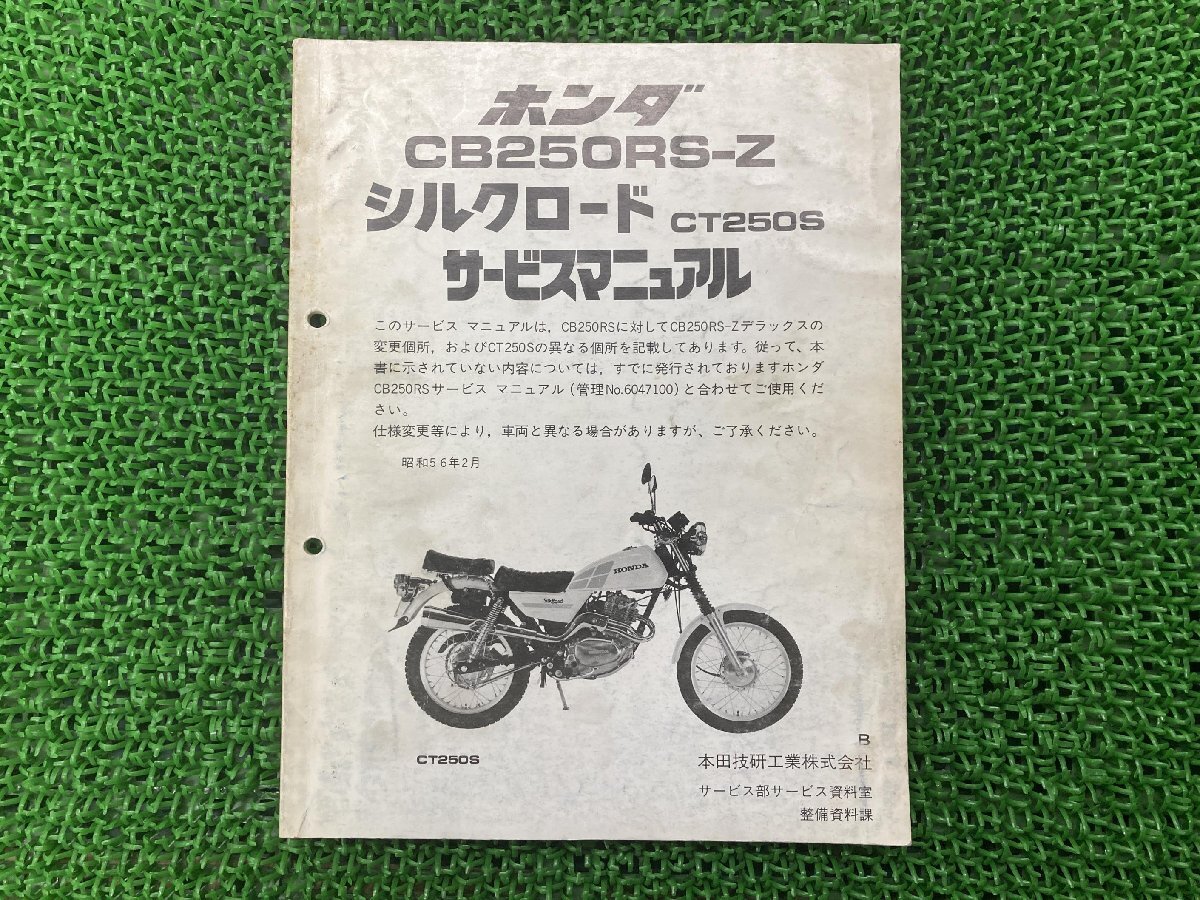 ホンダ
CB250RS-Z
シルクロード CT250S
サービスマニュアル
このサービス マニュアルは，CB250RSに対してCB250RS-Zデラックスの
変更個所，およびCT250Sの異なる個所を記載してあります。従って、本
書に示されていない内容については，すでに発行されておりますホンダ
CB250RSサービス マニュアル（管理No.6047100）と合わせてご使用くだ
さい。
仕様変更等により，車両と異なる場合がありますが、ご了承ください。
昭和56年2月
HONDA
CT250S
B
本田技研工業株式会社
サービス部サービス資料室
整備資料課